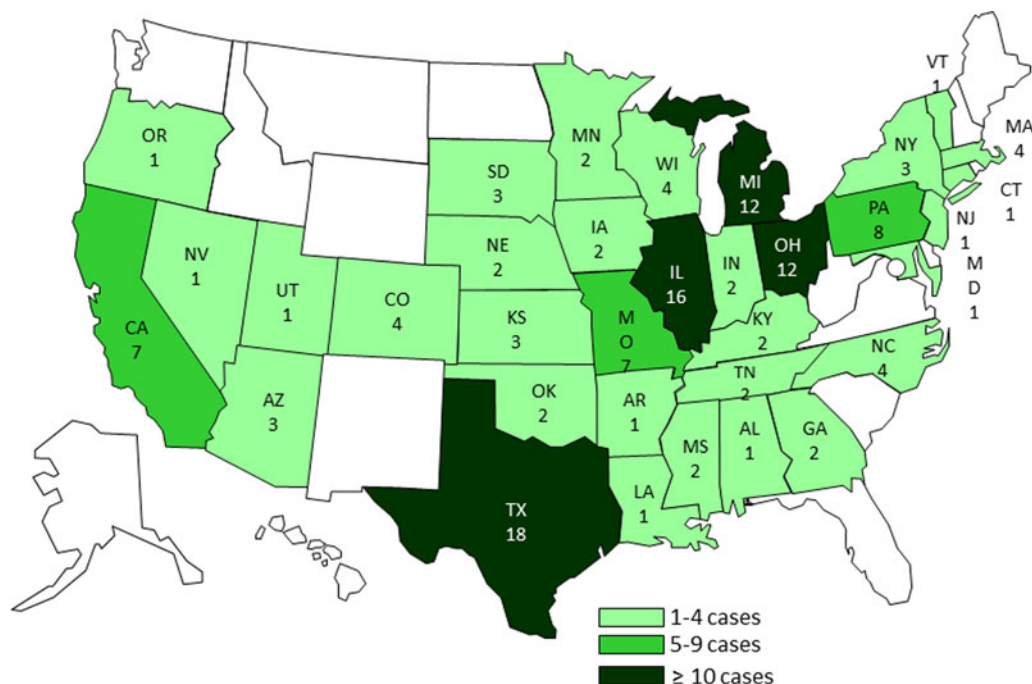 VT
1
MA
4
OR
1
MN
2
NY
3
WI
4
SD
3
MI
12
CT
1
PA
8
IA
2
NJ
1
NE
2
NV
1
OH
12
IL
16
IN
2
M
D
1
UT
1
CO
4
CA
7
KS
3
M
O
7
KY
2
NC
4
TN
2
AZ
3
OK
2
AR
1
MS
2
AL
1
GA
2
LA
1
TX
18
1-4 cases
5-9 cases
≥ 10 cases